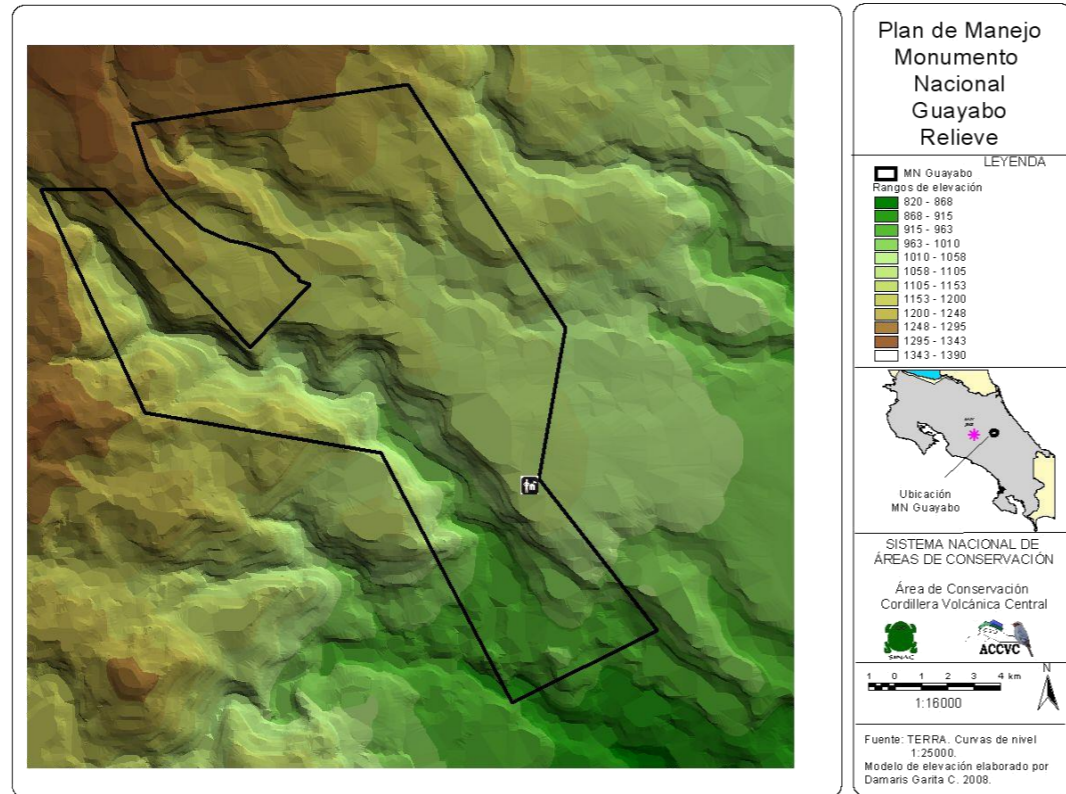 Plan de Manejo
Monumento
Nacional
Guayabo
Relieve
LEYENDA
MN Guayabo
Rangos de elevación
820 - 868
868 - 915
915 - 963
963 - 1010
1010 - 1058
1058 - 1105
1105 - 1153
1153 - 1200
1200 - 1248
1248 - 1295
1295 - 1343
1343 - 1390
Ubicación
MN Guayabo
SISTEMA NACIONAL DE
ÁREAS DE CONSERVACIÓN
Área de Conservación
Cordillera Volcánica Central
SINAC
ACCVC
1 0 1 2 3 4 km
N
1:16000
Fuente: TERRA. Curvas de nivel
1:25000.
Modelo de elevación elaborado por
Damaris Garita C. 2008.